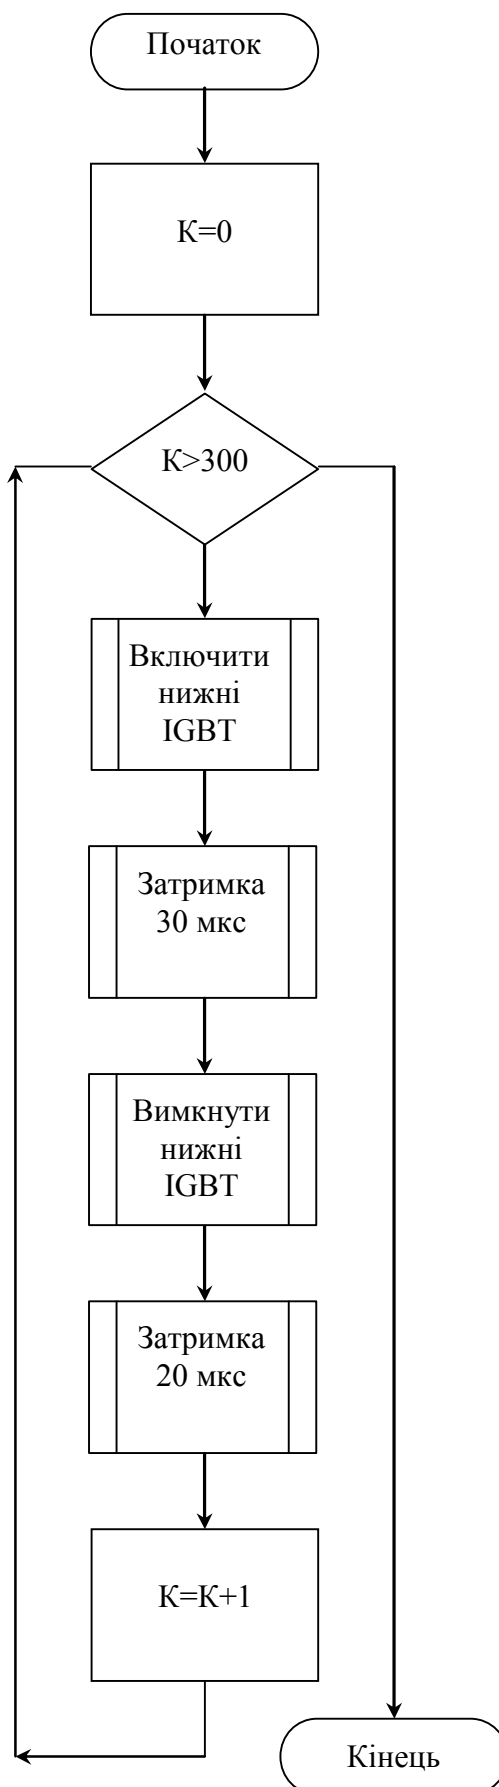 Початок
К=0
К>300
Включити
нижні
IGBT
Затримка
30 мкс
Вимкнути
нижні
IGBT
Затримка
20 мкс
К=К+1
Кінець